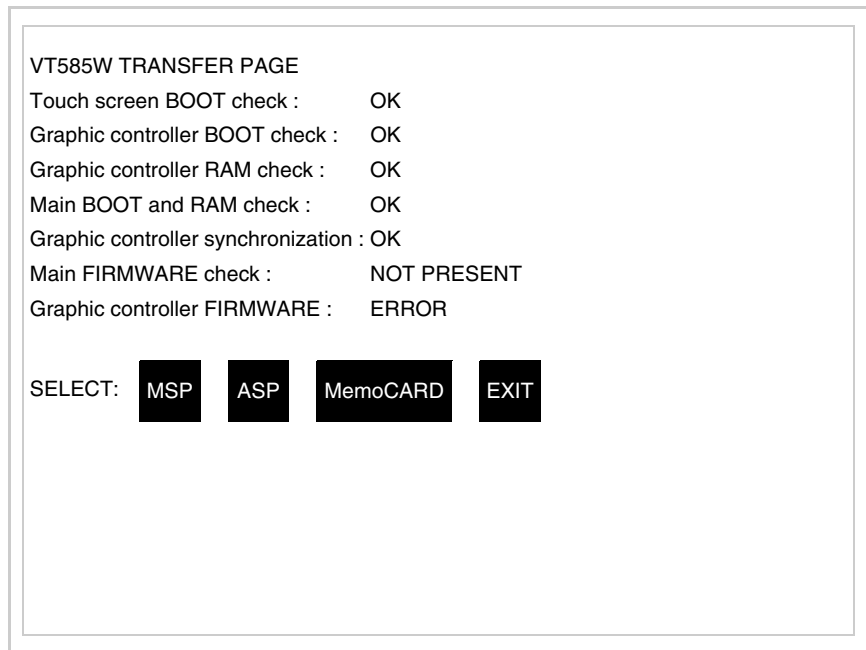 VT585W TRANSFER PAGE
Touch screen BOOT check : OK
Graphic controller BOOT check : OK
Graphic controller RAM check : OK
Main BOOT and RAM check : OK
Graphic controller synchronization : OK
Main FIRMWARE check : NOT PRESENT
Graphic controller FIRMWARE : ERROR
SELECT: MSP ASP MemoCARD EXIT